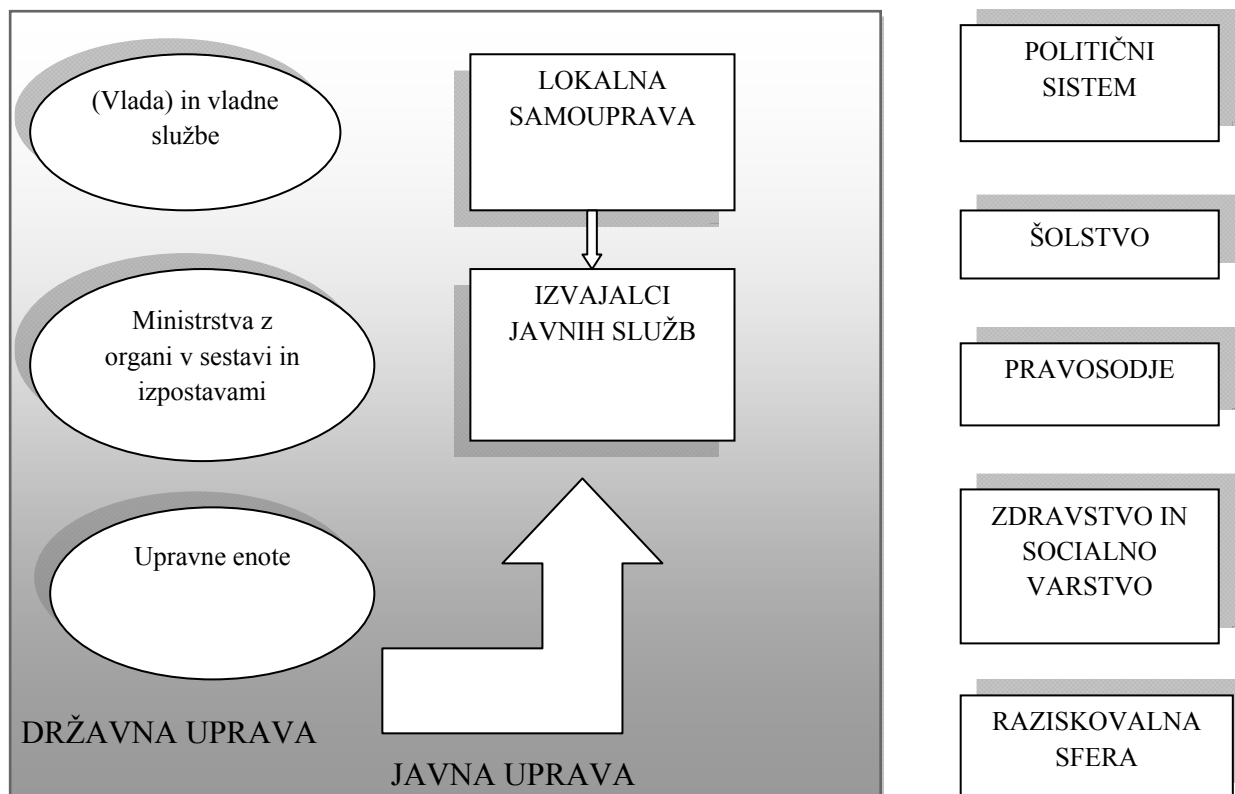 (Vlada) in vladne
službe
Ministrstva z
organi v sestavi in
izpostavami
Upravne enote
DRŽAVNA UPRAVA
LOKALNA
SAMOUPRAVA
IZVAJALCI
JAVNIH SLUŽB
JAVNA UPRAVA
POLITIČNI
SISTEM
ŠOLSTVO
PRAVOSODJE
ZDRAVSTVO IN
SOCIALNO
VARSTVO
RAZISKOVALNA
SFERA